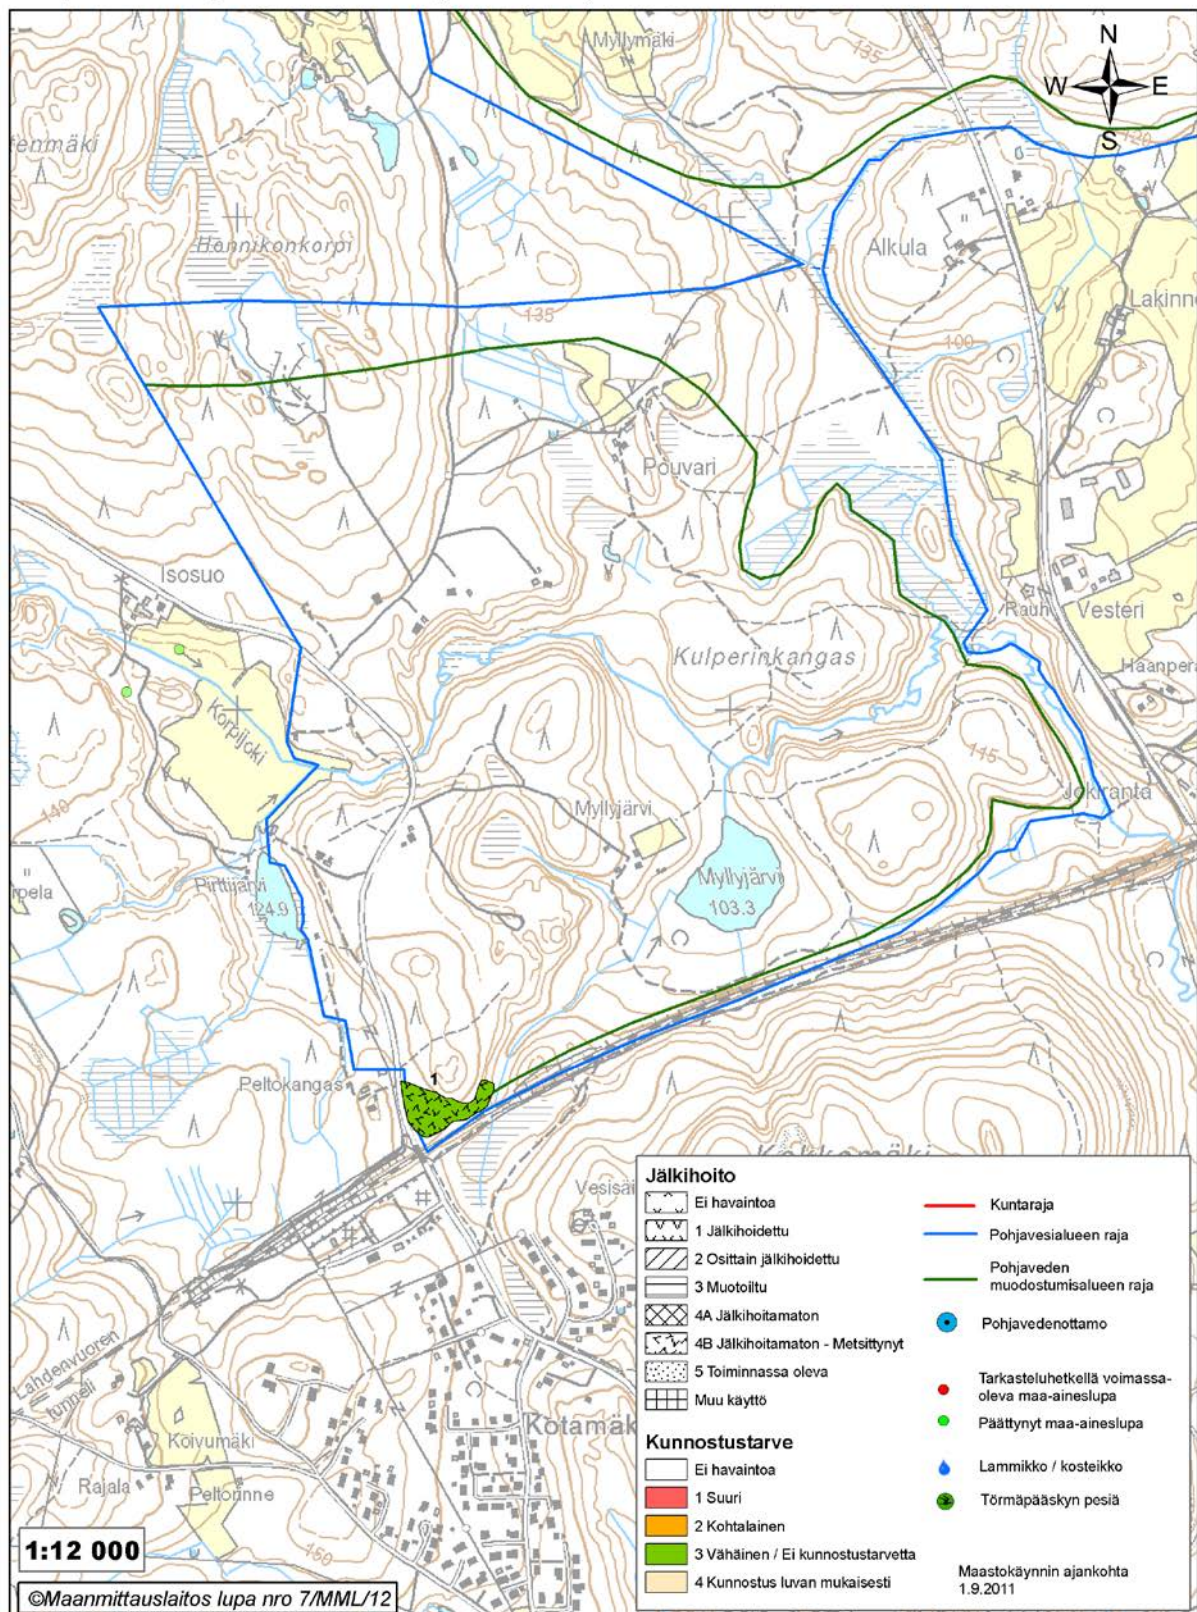 Myllymäki
135
N
W E
S
120
Hannikonkorpi
Alkula
Lakinne
135
100
Pouvari
Isosuo
Rauh
Vesteri
Kulperinkangas
Haanperä
Korpijoki
115
Jokiranta
140
Myllyjärvi
Pirttijärvi
124.9
Myllyjärvi
103.3
1
Peltokangas
Lahdenvuoren
tunneli
Koivumäki
Kotamäk
Rajala
Peltorinne
150
1:12 000
©Maanmittauslaitos lupa nro 7/MML/12
Jälkihoito
Ei havaintoa
1 Jälkihoidettu
2 Osittain jälkihoidettu
3 Muotoiltu
4A Jälkihoitamaton
4B Jälkihoitamaton - Metsittynyt
5 Toiminnassa oleva
Muu käyttö
Kunnostustarve
Ei havaintoa
1 Suuri
2 Kohtalainen
3 Vähäinen / Ei kunnostustarvetta
4 Kunnostus luvan mukaisesti
Kuntaraja
Pohjavesialueen raja
Pohjaveden
muodostumisalueen raja
Pohjavedenottamo
Tarkasteluhetkellä voimassa-
oleva maa-aineslupa
Päättynyt maa-aineslupa
Lammikko / kosteikko
Törmäpääskyn pesiä
Maastokäynnin ajankohta
1.9.2011